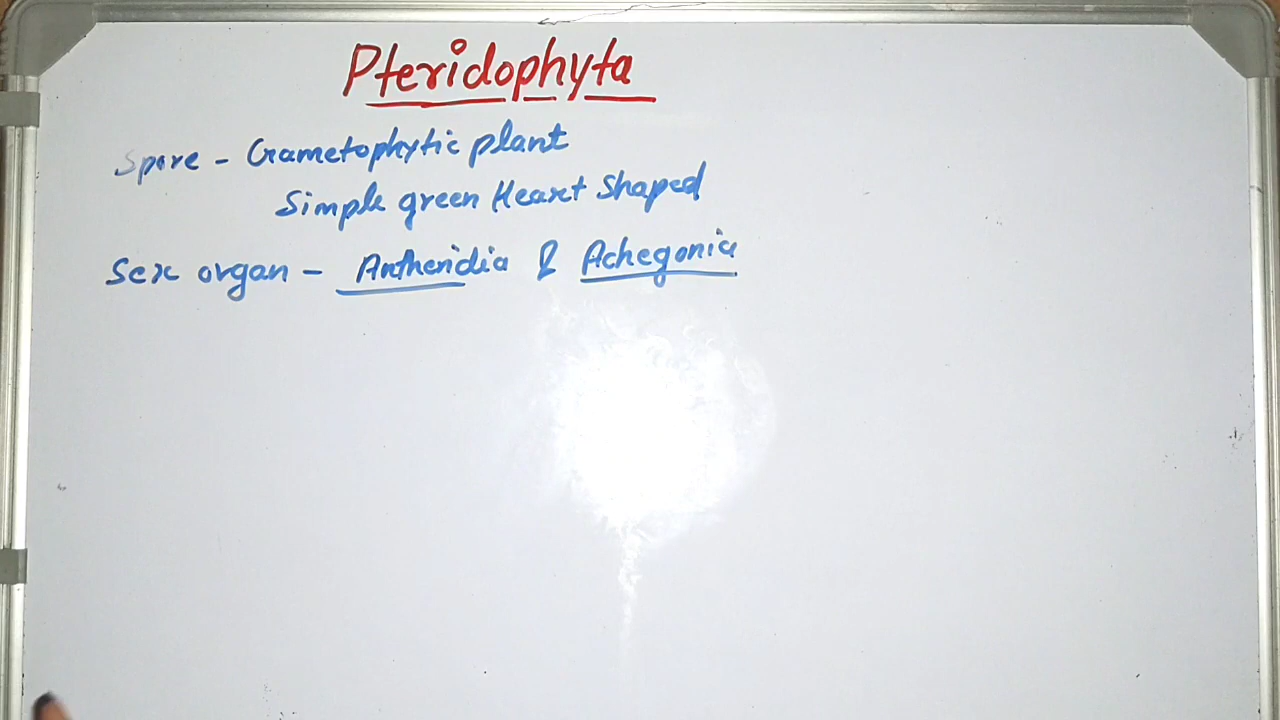 Pteridophyta
Spore - Gametophytic plant
Simple green Heart shaped
Sex organ - Antheridia & Achegonia